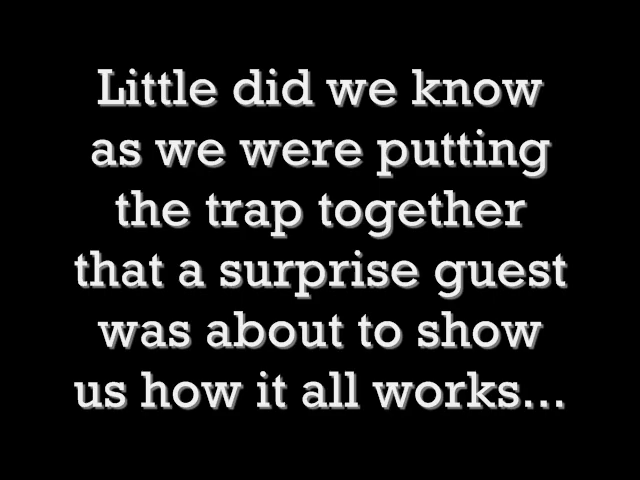 Little did we know
as we were putting
the trap together
that a surprise guest
was about to show
us how it all works...